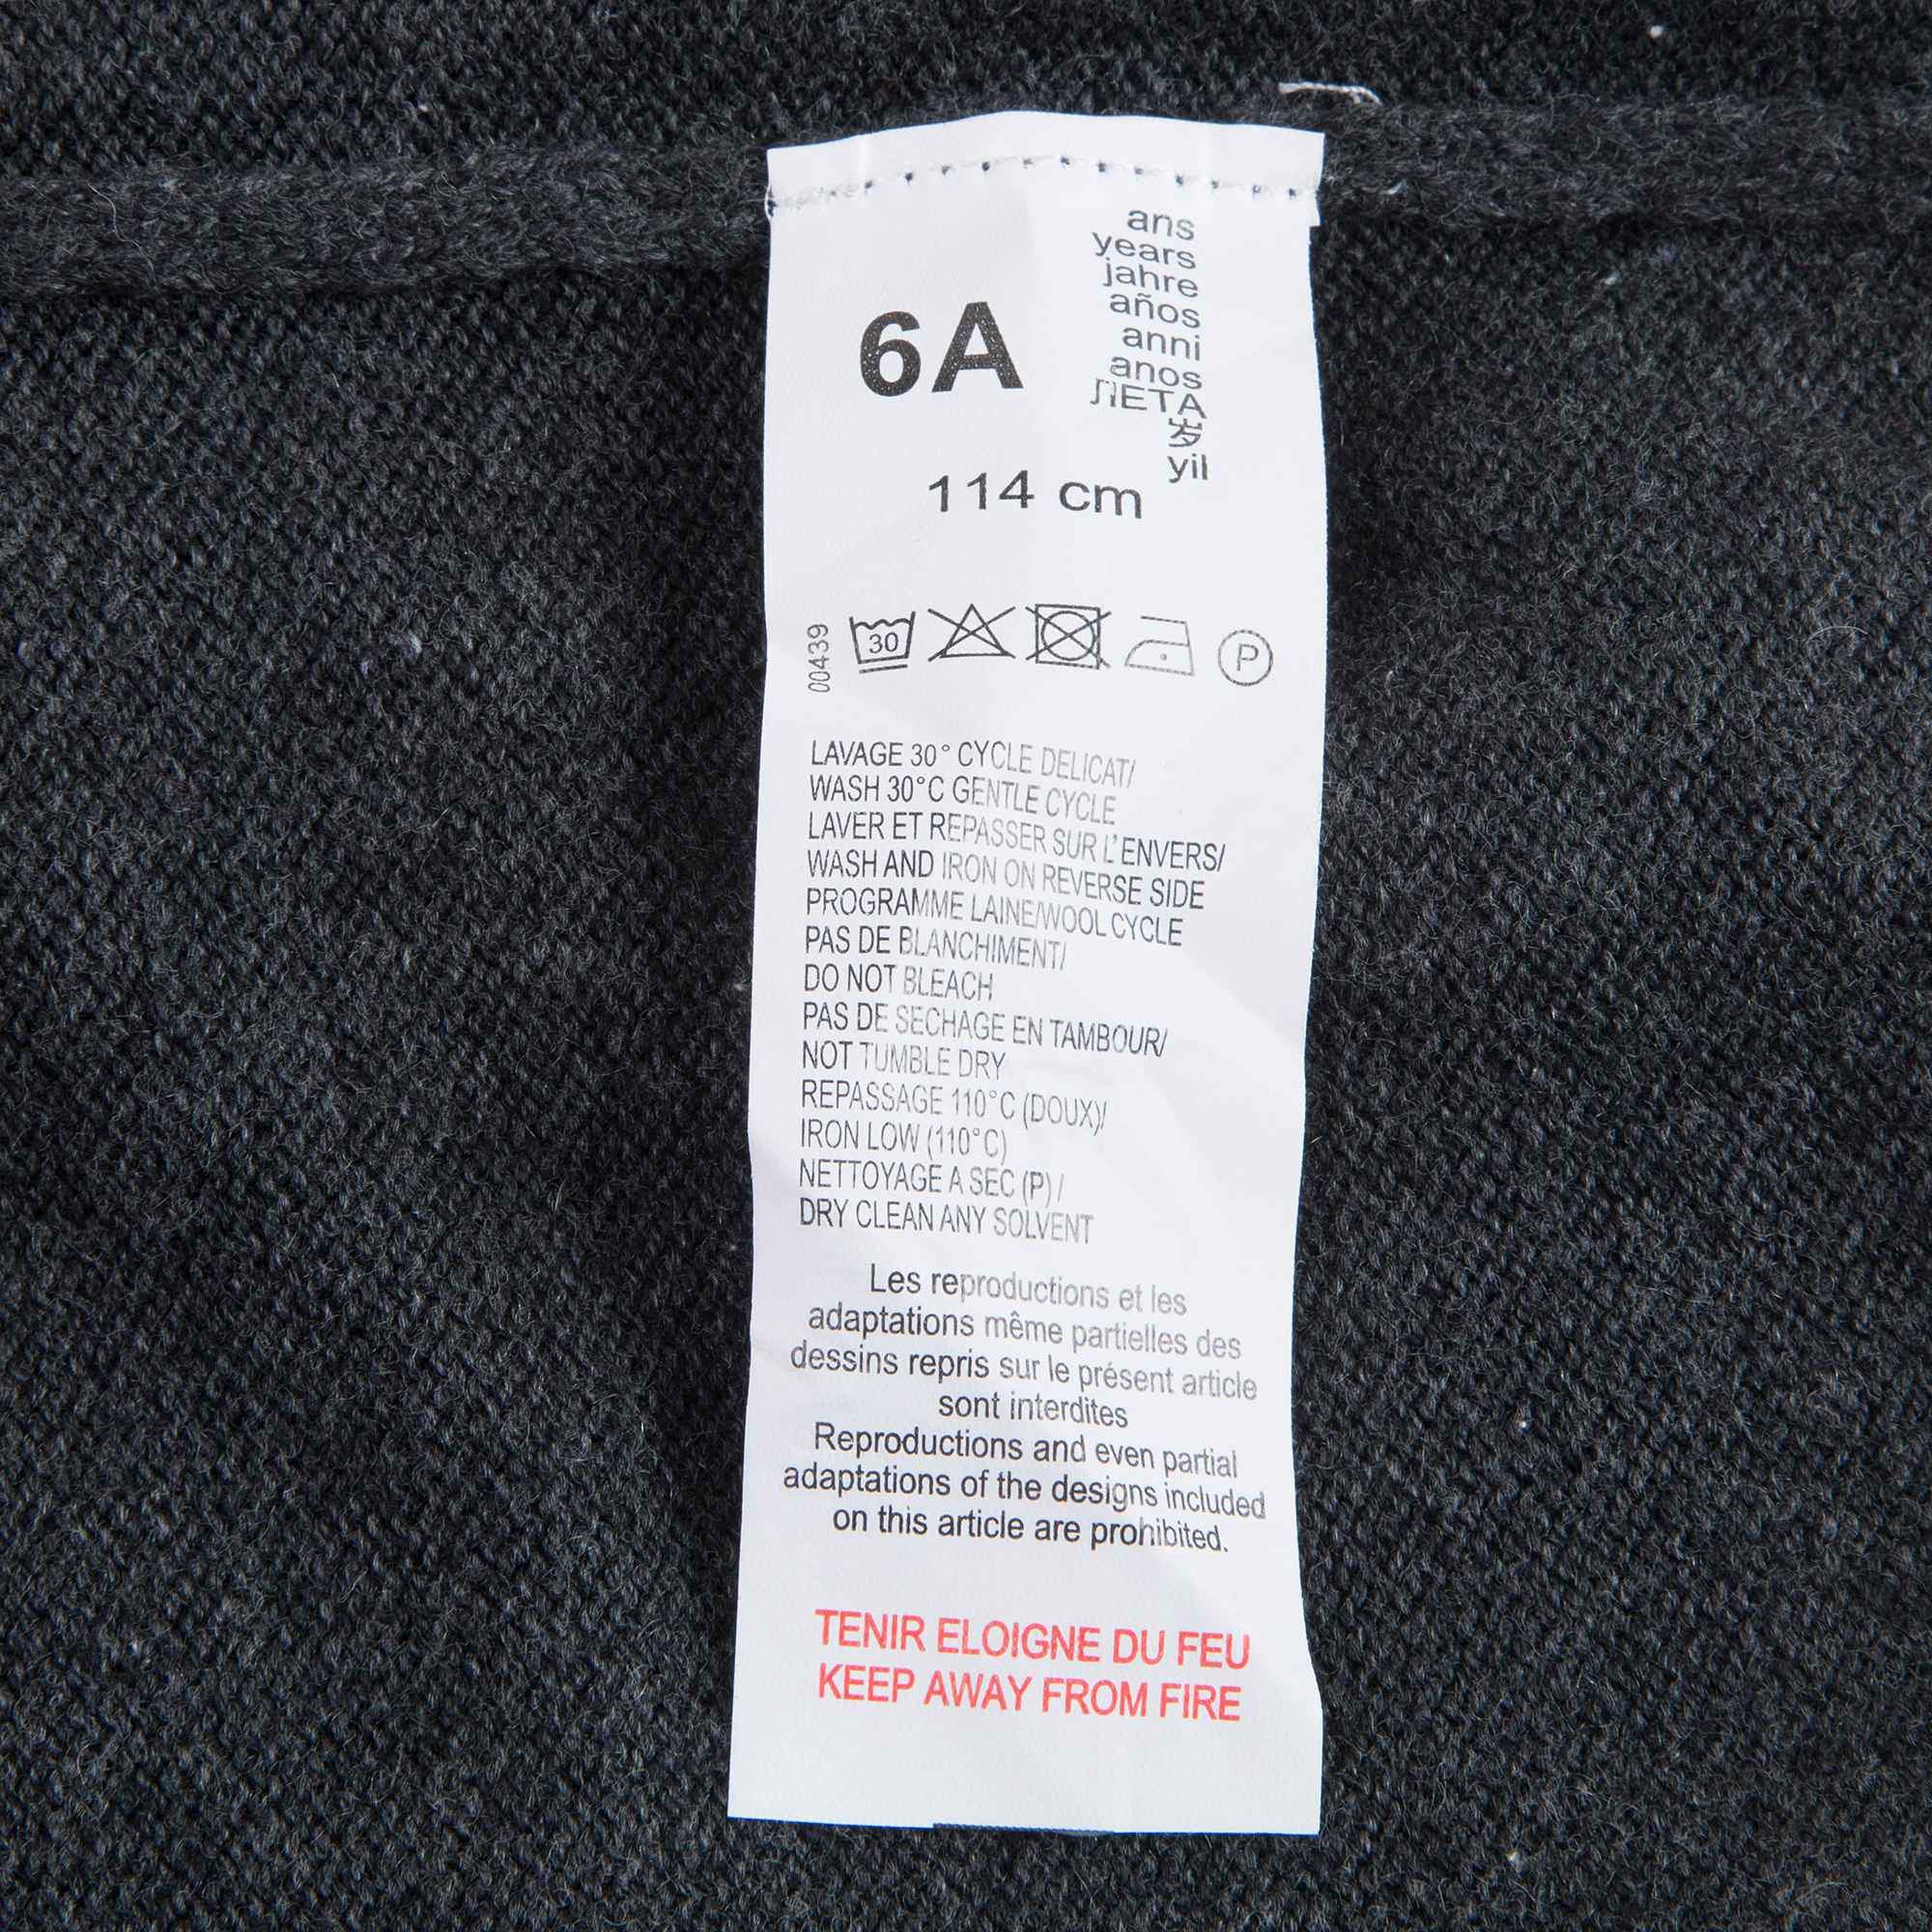 ans
years
jahre
años
anni
anos
ЛЕТА
岁
yil
6A
114 cm
00439
30
P
LAVAGE 30° CYCLE DELICAT/
WASH 30°C GENTLE CYCLE
LAVER ET REPASSER SUR L'ENVERS/
WASH AND IRON ON REVERSE SIDE
PROGRAMME LAINE/WOOL CYCLE
PAS DE BLANCHIMENT/
DO NOT BLEACH
PAS DE SECHAGE EN TAMBOUR/
NOT TUMBLE DRY
REPASSAGE 110°C (DOUX)/
IRON LOW (110°C)
NETTOYAGE A SEC (P) /
DRY CLEAN ANY SOLVENT
Les reproductions et les
adaptations même partielles des
dessins repris sur le présent article
sont interdites
Reproductions and even partial
adaptations of the designs included
on this article are prohibited.
TENIR ELOIGNE DU FEU
KEEP AWAY FROM FIRE